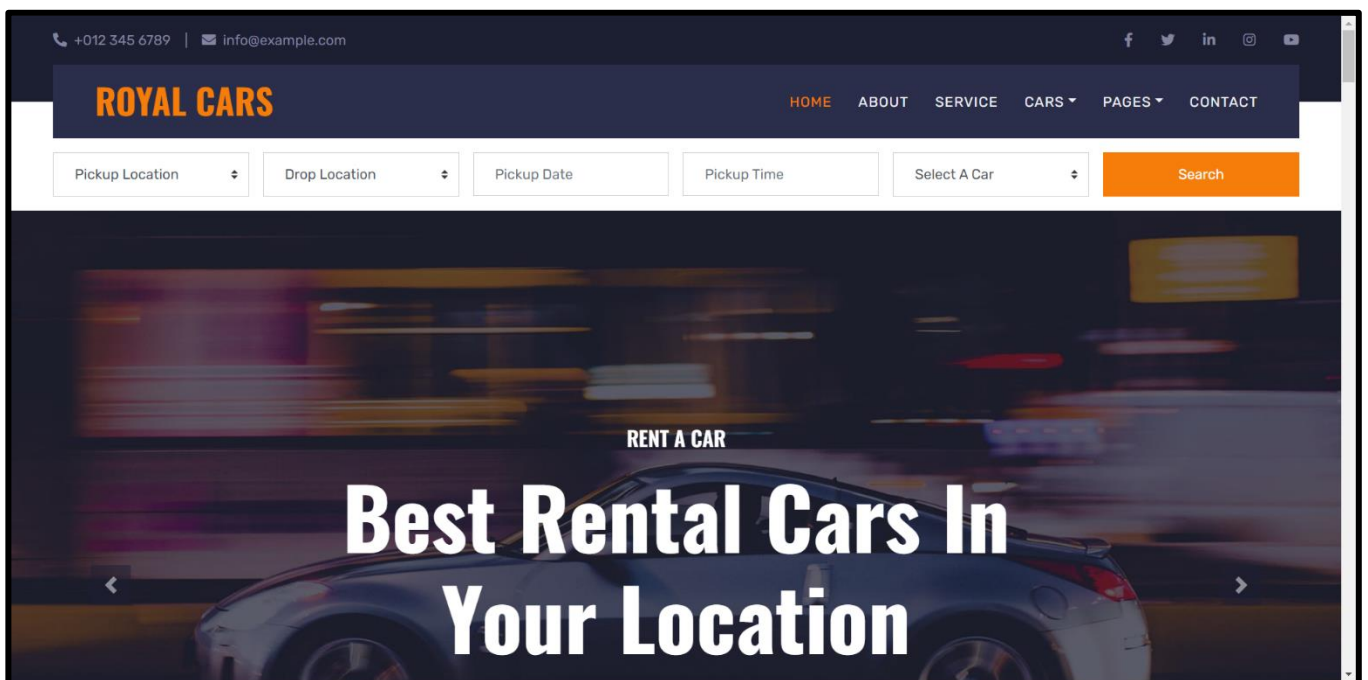 +012 345 6789 | info@example.com
ROYAL CARS
HOME ABOUT SERVICE CARS PAGES CONTACT
Pickup Location Drop Location Pickup Date Pickup Time Select A Car Search
RENT A CAR
Best Rental Cars In
Your Location